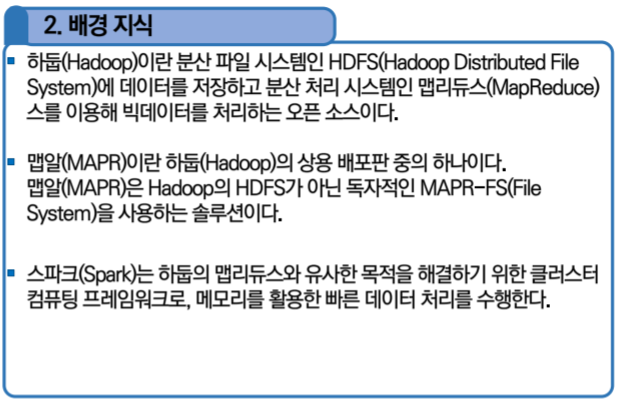 2. 배경 지식
▪ 하둡(Hadoop)이란 분산 파일 시스템인 HDFS(Hadoop Distributed File
System)에 데이터를 저장하고 분산 처리 시스템인 맵리듀스(MapReduce)
스를 이용해 빅데이터를 처리하는 오픈 소스이다.
▪ 맵알(MAPR)이란 하둡(Hadoop)의 상용 배포판 중의 하나이다.
맵알(MAPR)은 Hadoop의 HDFS가 아닌 독자적인 MAPR-FS(File
System)을 사용하는 솔루션이다.
▪ 스파크(Spark)는 하둡의 맵리듀스와 유사한 목적을 해결하기 위한 클러스터
컴퓨팅 프레임워크로, 메모리를 활용한 빠른 데이터 처리를 수행한다.